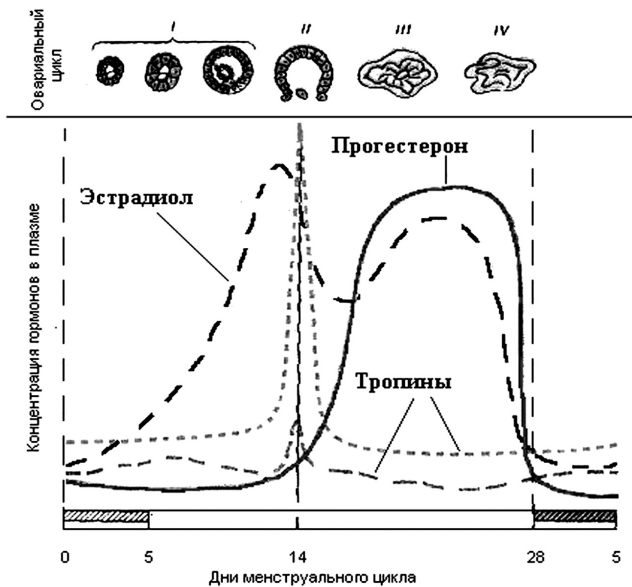 Овариальный
цикл
I
II
III
IV
Концентрация гормонов в плазме
Эстрадиол
Прогестерон
Тропины
0
5
14
28
5
Дни менструального цикла